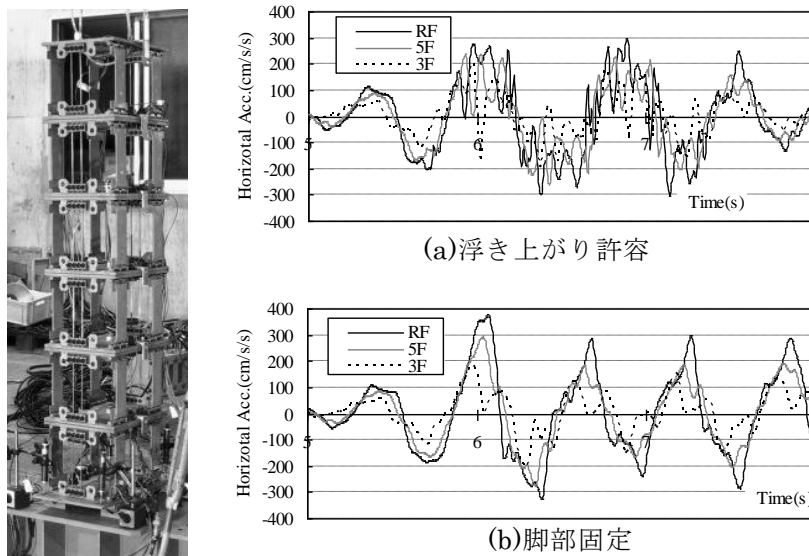 400
300
200
100
0
-100
-200
-300
-400
Horizotal Acc.(cm/s/s)
RF
5F
3F
5
6
7
Time(s)
(a)浮き上がり許容
400
300
200
100
0
-100
-200
-300
-400
Horizotal Acc.(cm/s/s)
RF
5F
3F
5
6
7
Time(s)
(b)脚部固定